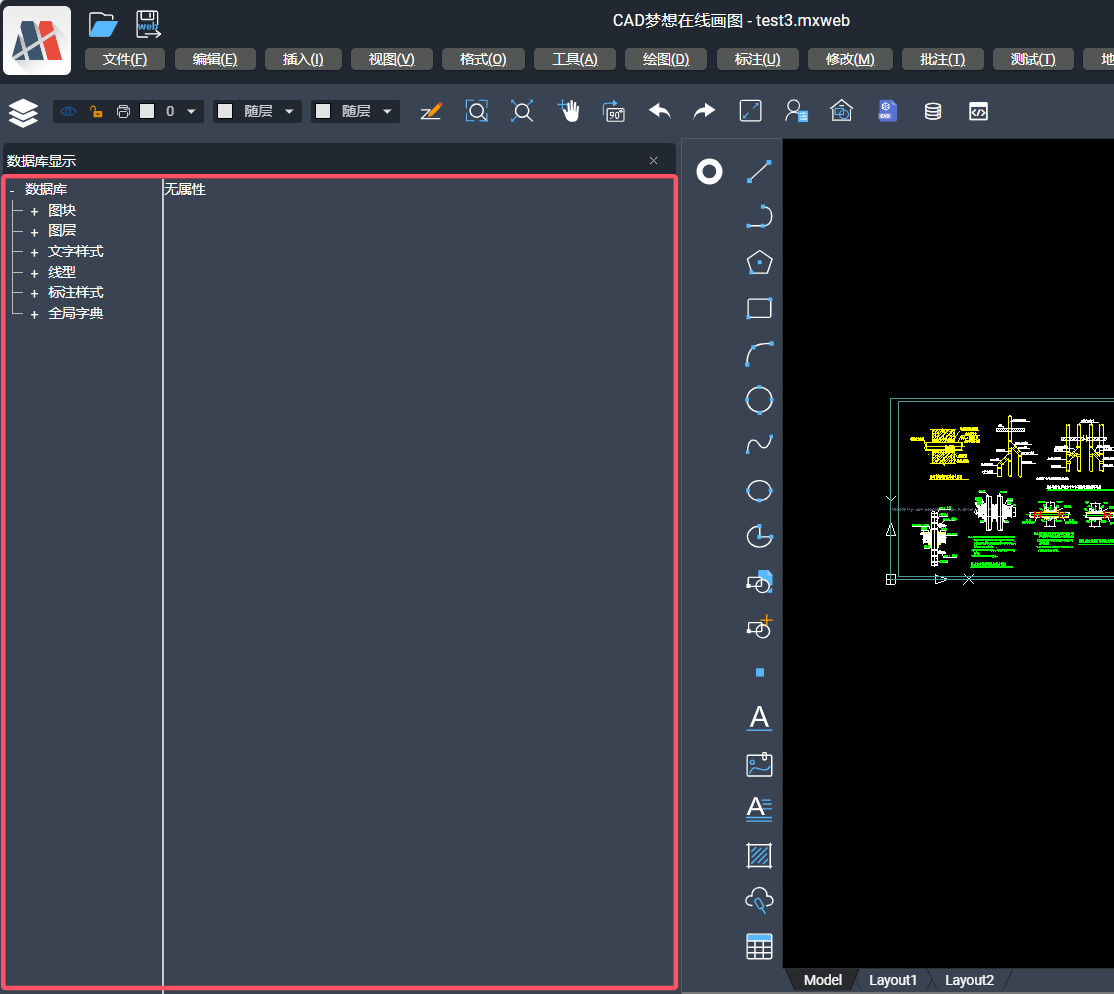 CAD梦想在线画图 - test3.mxweb
web
文件(F) 编辑(E) 插入(I) 视图(V) 格式(O) 工具(A) 绘图(D) 标注(U) 修改(M) 批注(T) 测试(T)
0 随层 随层 90° CAD
数据库显示 ×
- 数据库 无属性
+ 图块
+ 图层
+ 文字样式
+ 线型
+ 标注样式
+ 全局字典
A
A
Model Layout1 Layout2